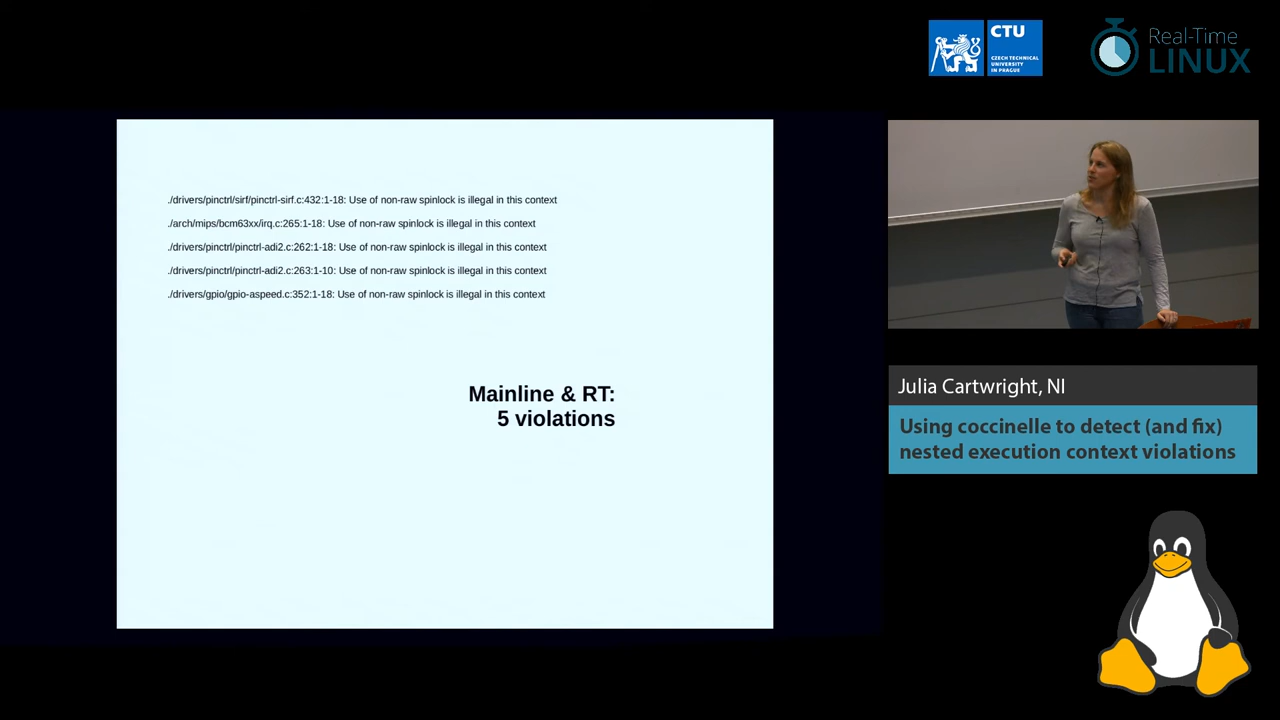 CTU
CZECH TECHNICAL
UNIVERSITY
IN PRAGUE
Real-Time
LINUX
./drivers/pinctrl/sirf/pinctrl-sirf.c:432:1-18: Use of non-raw spinlock is illegal in this context
./arch/mips/bcm63xx/irq.c:265:1-18: Use of non-raw spinlock is illegal in this context
./drivers/pinctrl/pinctrl-adi2.c:262:1-18: Use of non-raw spinlock is illegal in this context
./drivers/pinctrl/pinctrl-adi2.c:263:1-10: Use of non-raw spinlock is illegal in this context
./drivers/gpio/gpio-aspeed.c:352:1-18: Use of non-raw spinlock is illegal in this context
Mainline & RT:
5 violations
Julia Cartwright, NI
Using coccinelle to detect (and fix)
nested execution context violations